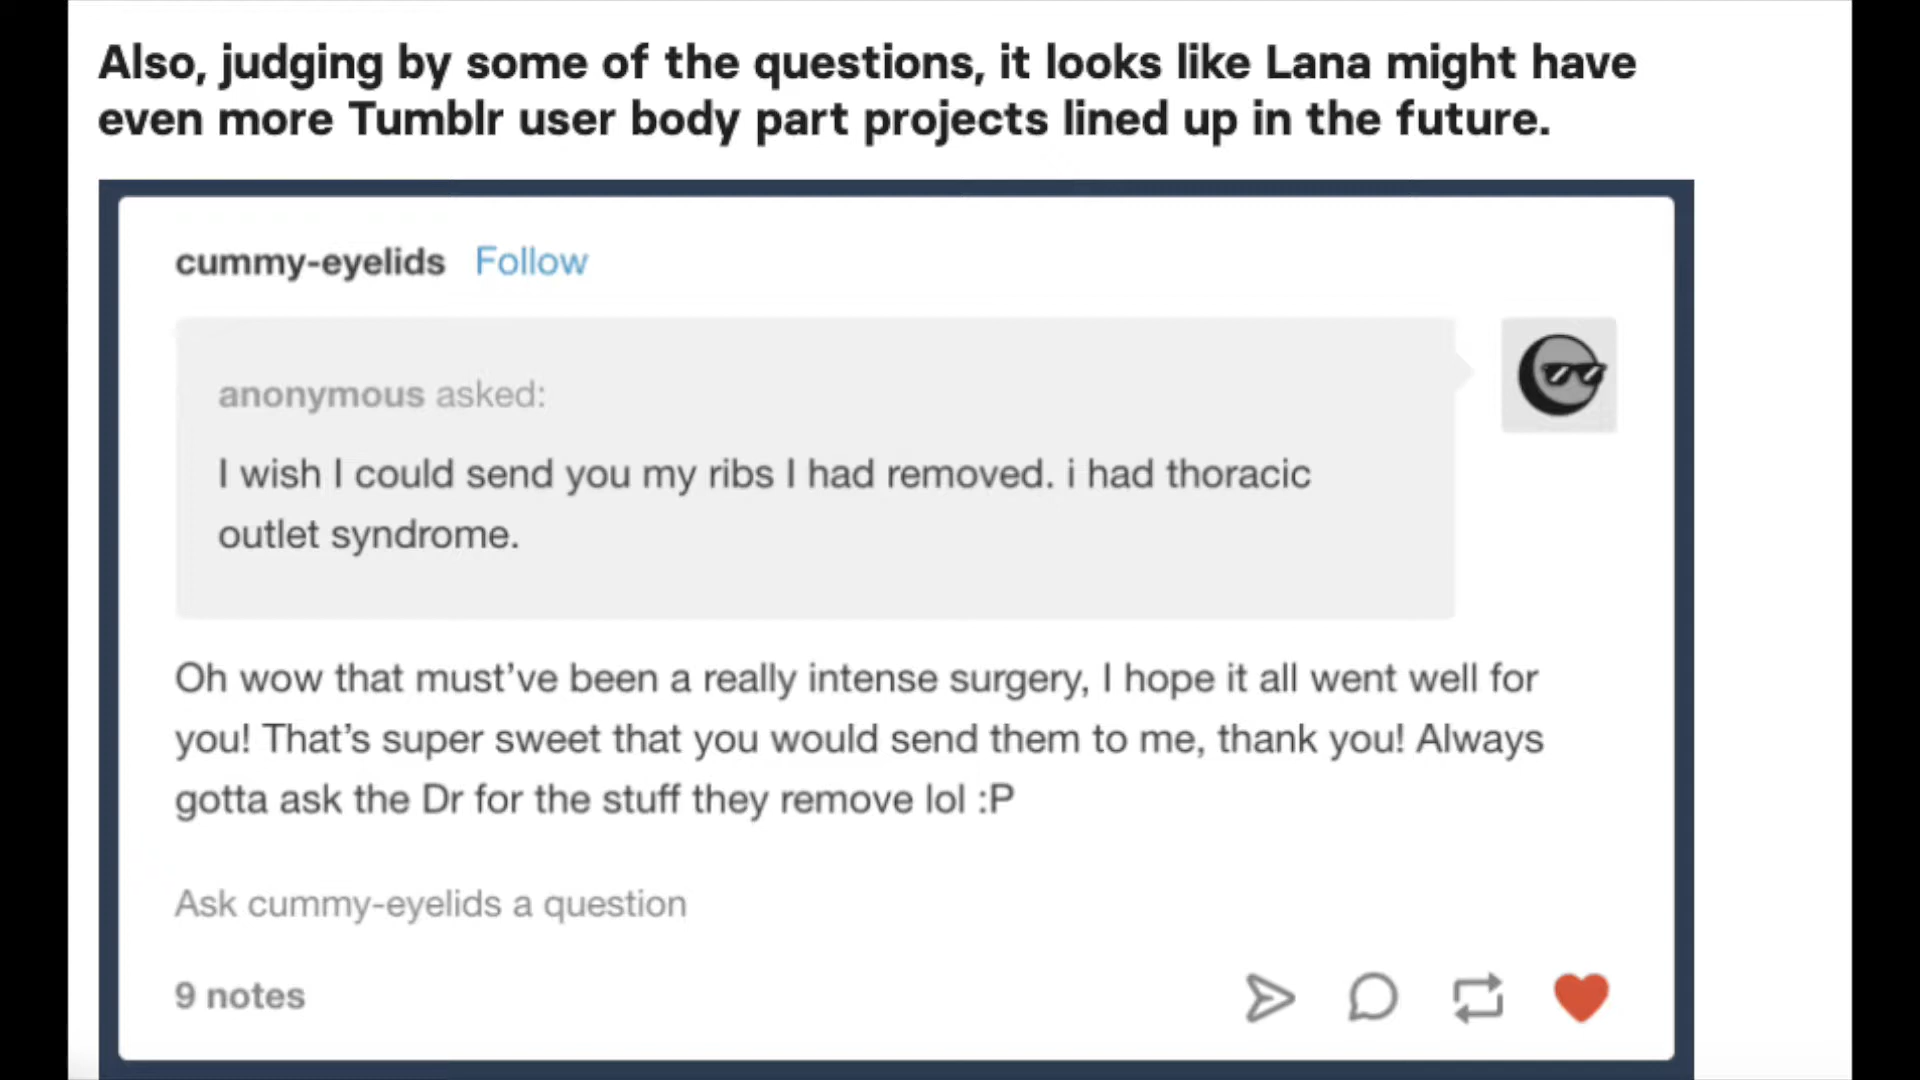 Also, judging by some of the questions, it looks like Lana might have
even more Tumblr user body part projects lined up in the future.
cummy-eyelids Follow
anonymous asked:
I wish I could send you my ribs I had removed. i had thoracic
outlet syndrome.
Oh wow that must’ve been a really intense surgery, I hope it all went well for
you! That’s super sweet that you would send them to me, thank you! Always
gotta ask the Dr for the stuff they remove lol :P
Ask cummy-eyelids a question
9 notes